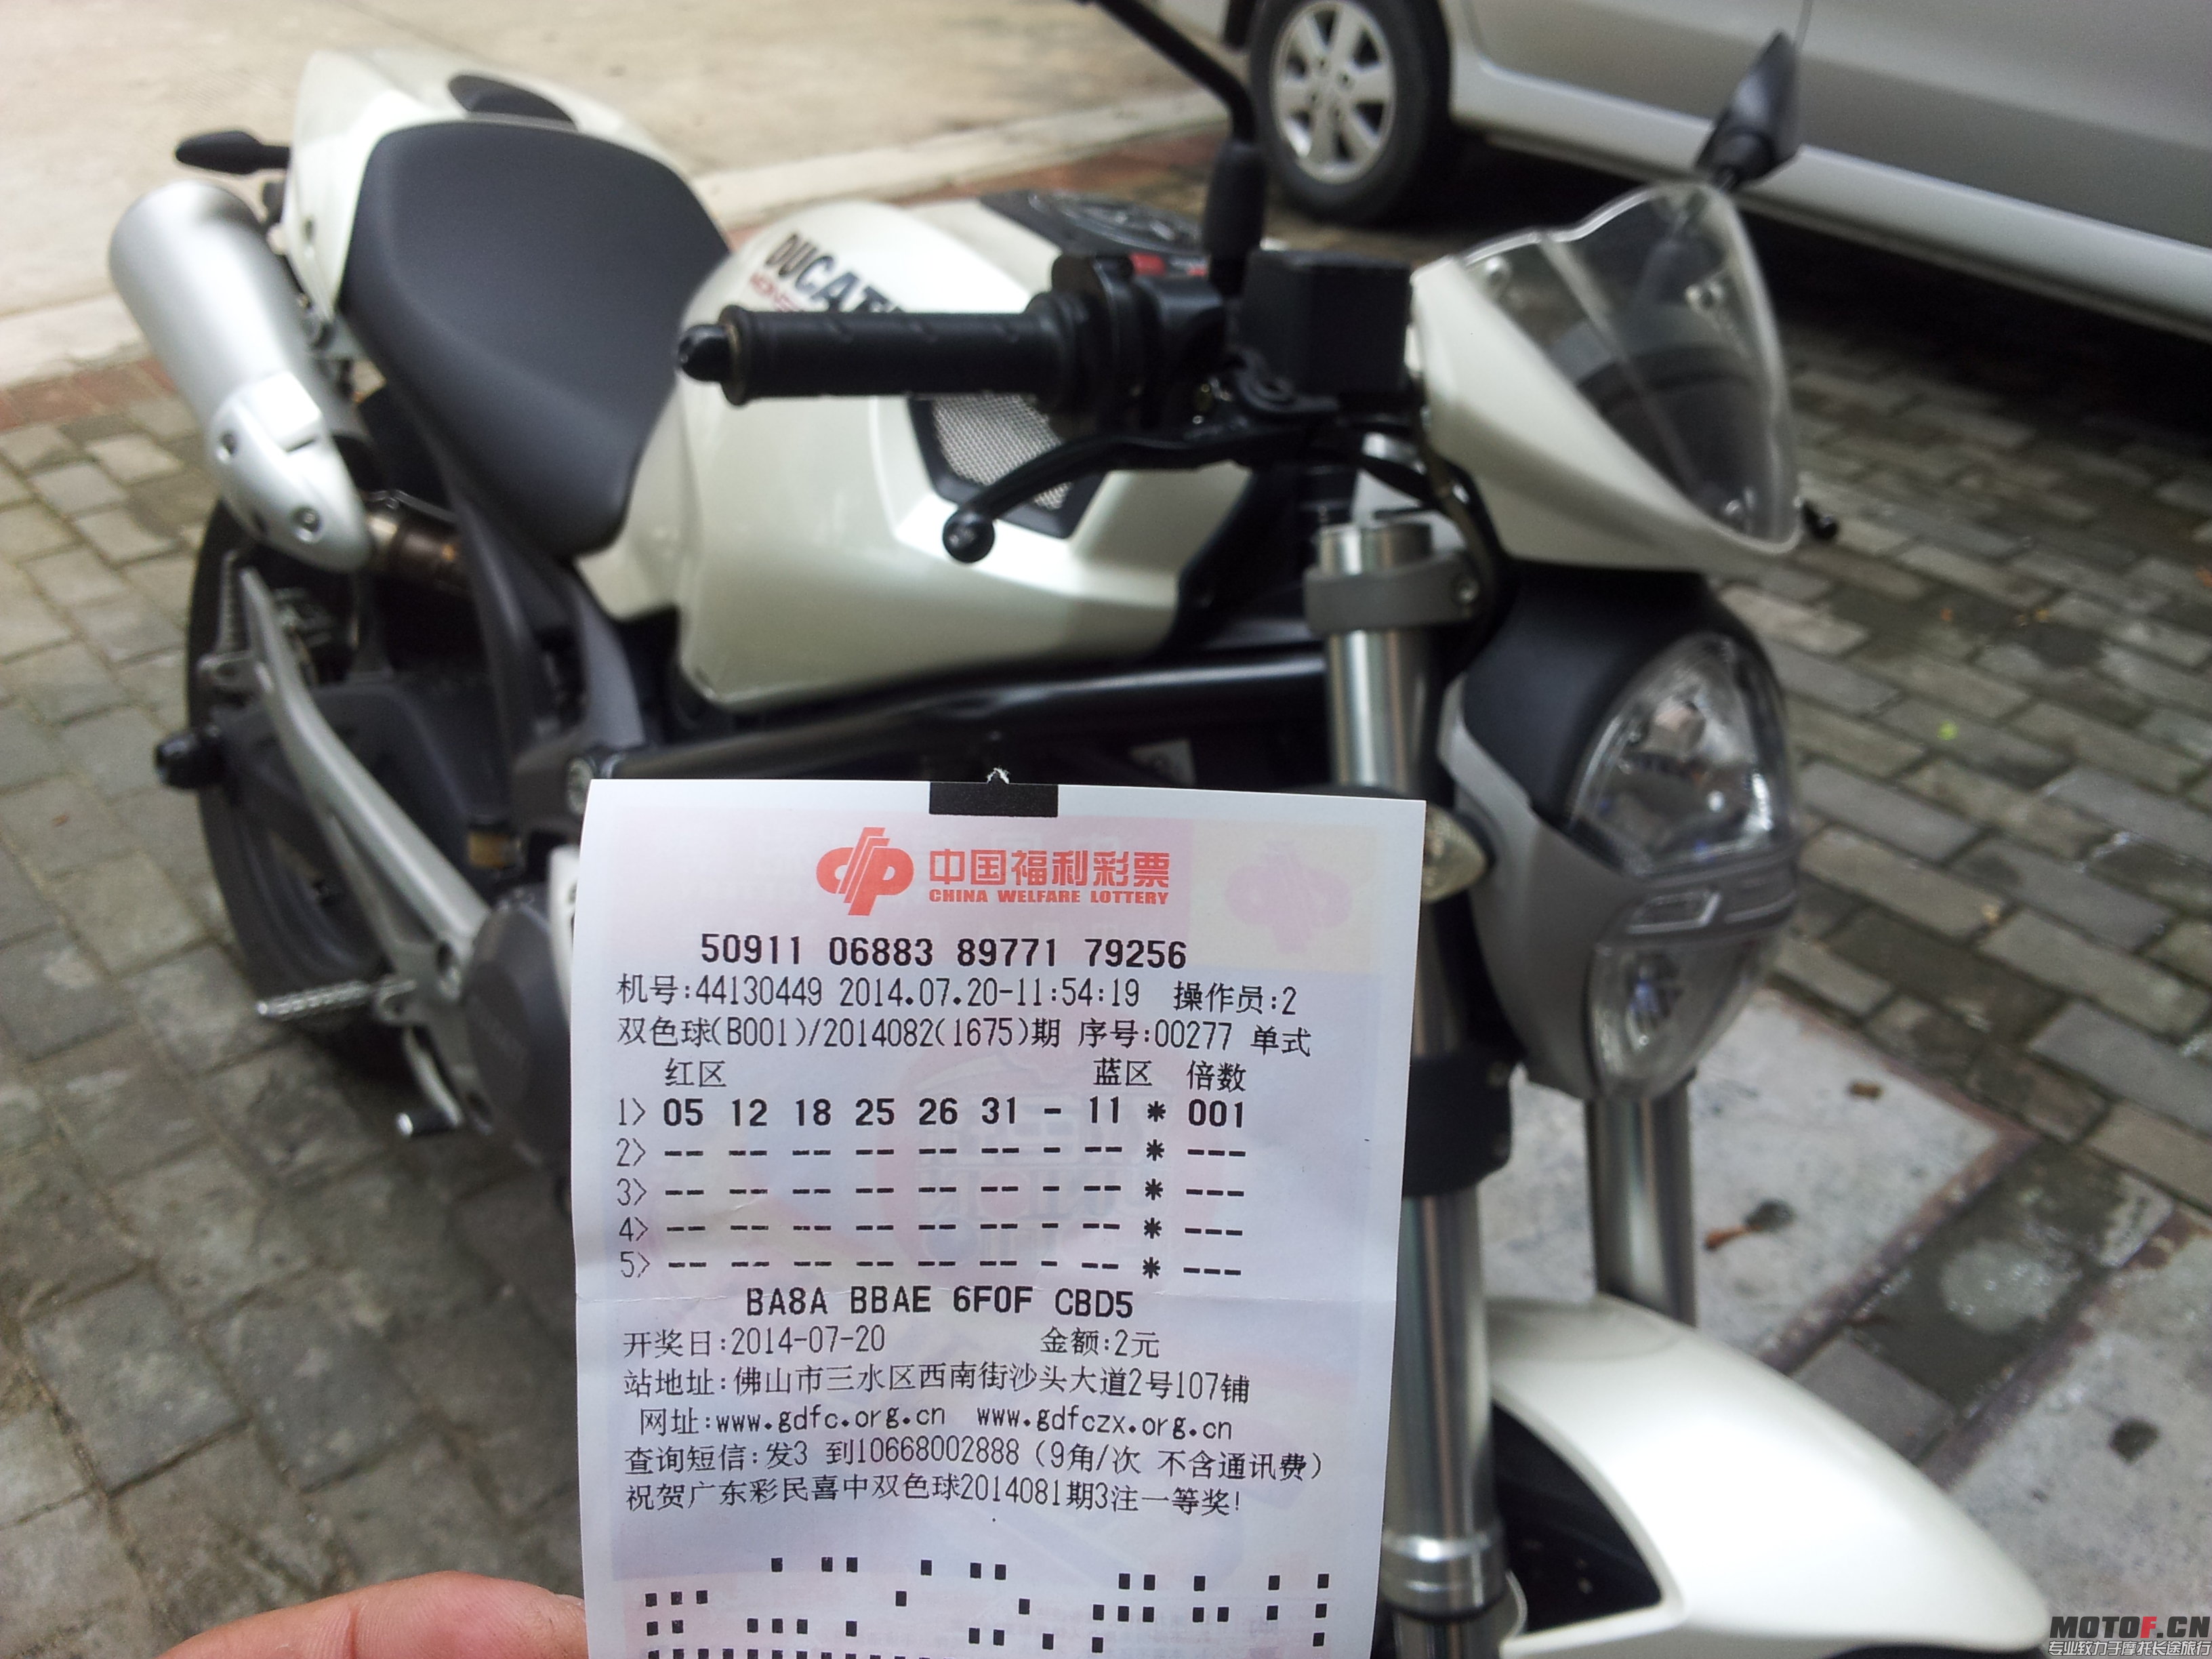 DUCATI
中国福利彩票
CHINA WELFARE LOTTERY
50911 06883 89771 79256
机号:44130449 2014.07.20-11:54:19 操作员:2
双色球(B001)/2014082(1675)期 序号:00277 单式
红区 蓝区 倍数
1> 05 12 18 25 26 31 - 11 * 001
2> -- -- -- -- -- -- - -- * ---
3> -- -- -- -- -- -- - -- * ---
4> -- -- -- -- -- -- - -- * ---
5> -- -- -- -- -- -- - -- * ---
BA8A BBAE 6F0F CBD5
开奖日:2014-07-20 金额:2元
站地址:佛山市三水区西南街沙头大道2号107铺
网址:www.gdfc.org.cn www.gdfczx.org.cn
查询短信:发3 到10668002888（9角/次 不含通讯费）
祝贺广东彩民喜中双色球2014081期3注一等奖!
MOTOF.CN
专业致力于摩托长途旅行